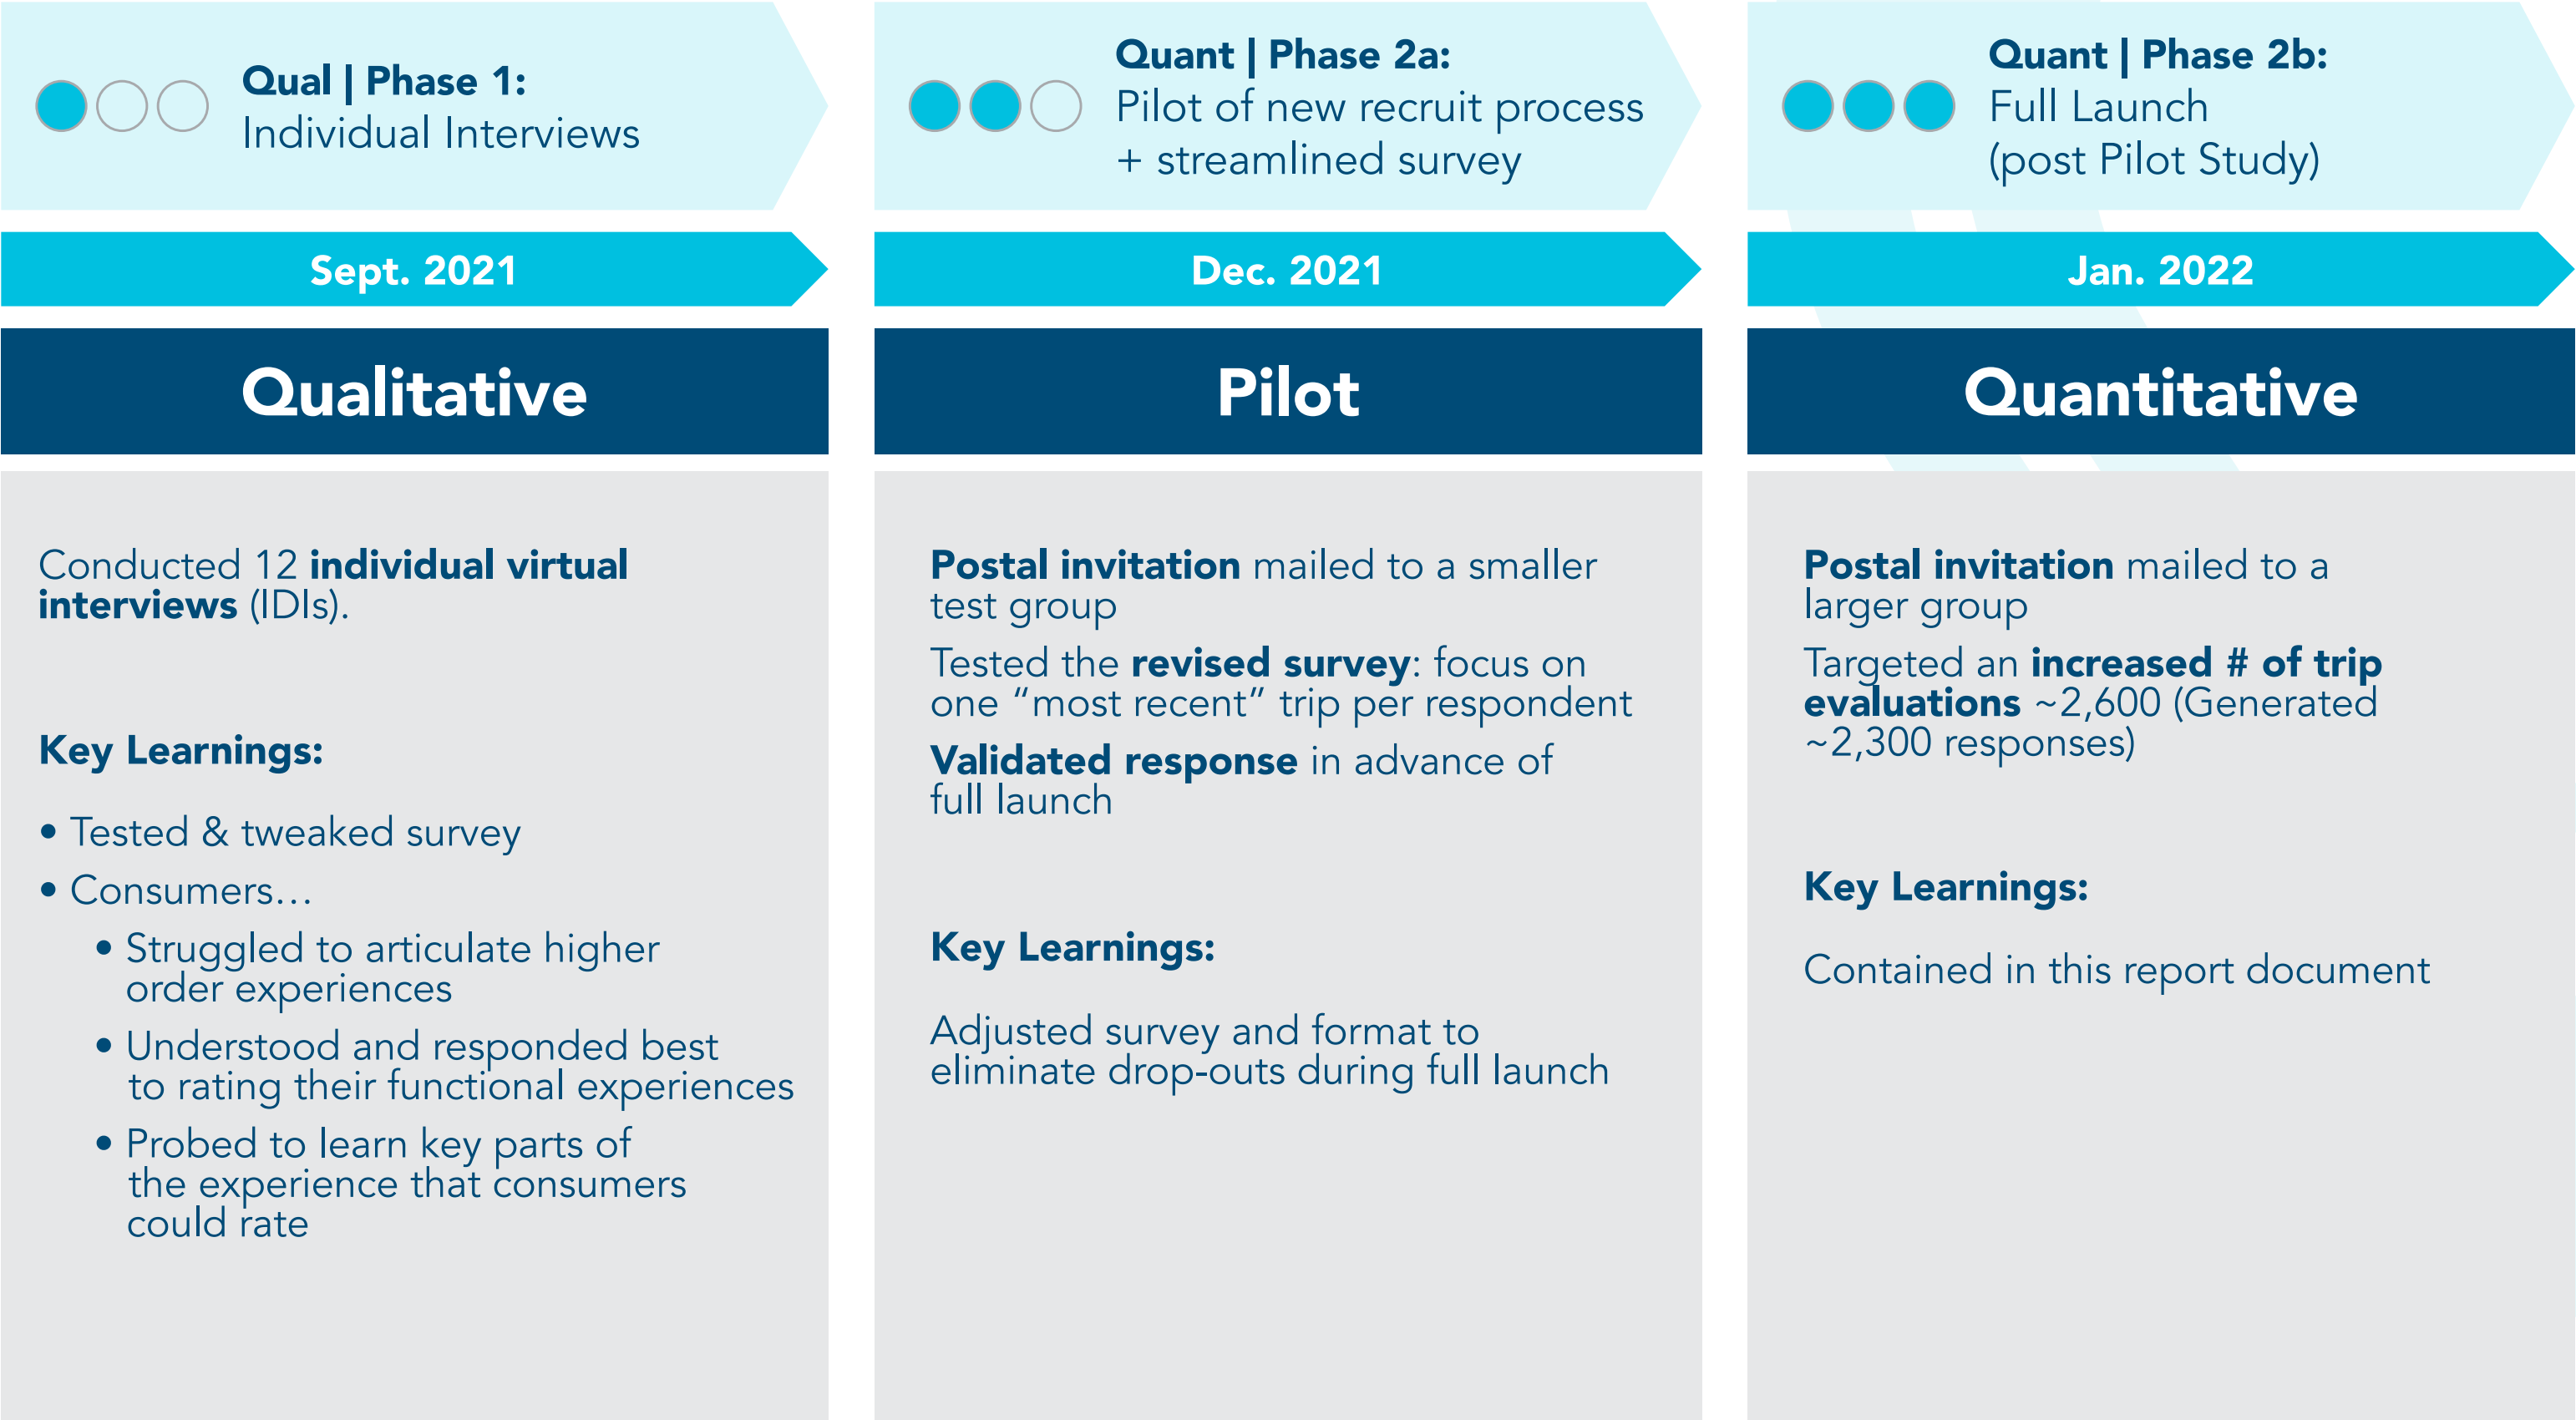 Qual | Phase 1:
Individual Interviews
Sept. 2021
Qualitative
Conducted 12 individual virtual
interviews (IDIs).
Key Learnings:
• Tested & tweaked survey
• Consumers…
• Struggled to articulate higher
order experiences
• Understood and responded best
to rating their functional experiences
• Probed to learn key parts of
the experience that consumers
could rate
Quant | Phase 2a:
Pilot of new recruit process
+ streamlined survey
Dec. 2021
Pilot
Postal invitation mailed to a smaller
test group
Tested the revised survey: focus on
one “most recent” trip per respondent
Validated response in advance of
full launch
Key Learnings:
Adjusted survey and format to
eliminate drop-outs during full launch
Quant | Phase 2b:
Full Launch
(post Pilot Study)
Jan. 2022
Quantitative
Postal invitation mailed to a
larger group
Targeted an increased # of trip
evaluations ~2,600 (Generated
~2,300 responses)
Key Learnings:
Contained in this report document